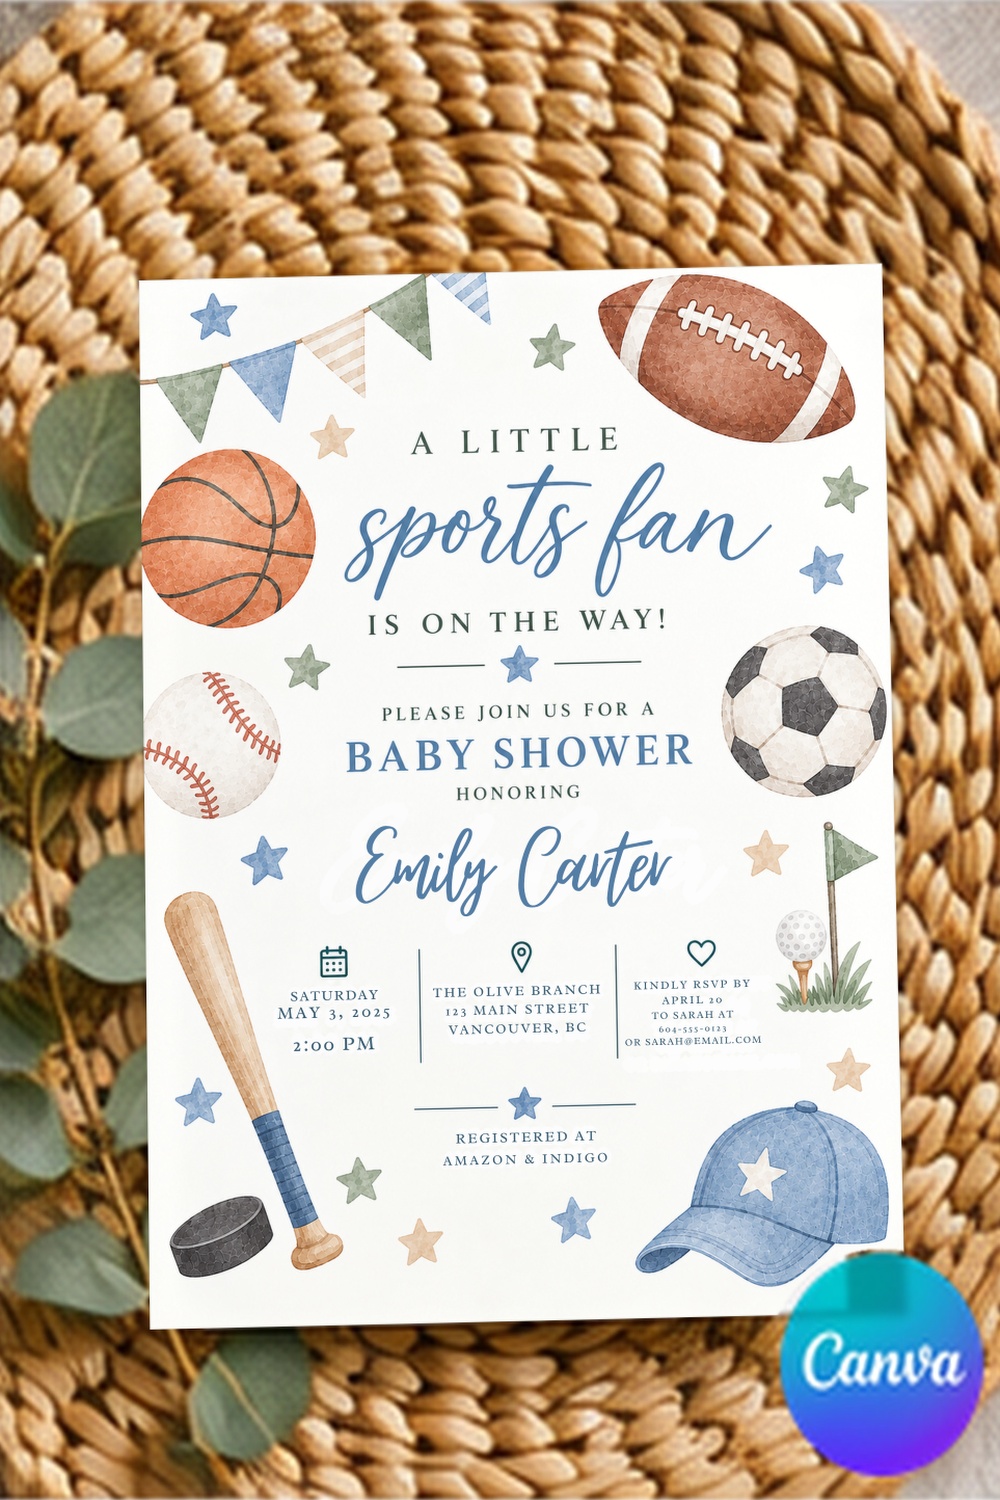 A LITTLE
sports fan
IS ON THE WAY!
PLEASE JOIN US FOR A
BABY SHOWER
HONORING
Emily Carter
SATURDAY
MAY 3, 2025
2:00 PM
THE OLIVE BRANCH
123 MAIN STREET
VANCOUVER, BC
KINDLY RSVP BY
APRIL 20
TO SARAH AT
604-555-0123
OR SARAH@EMAIL.COM
REGISTERED AT
AMAZON & INDIGO
Canva